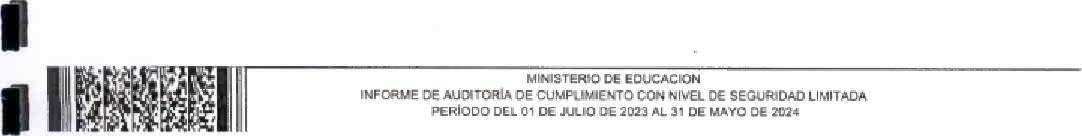 MINISTERIO DE EDUCACION
INFORME DE AUDITORÍA DE CUMPLIMIENTO CON NIVEL DE SEGURIDAD LIMITADA
PERÍODO DEL 01 DE JULIO DE 2023 AL 31 DE MAYO DE 2024